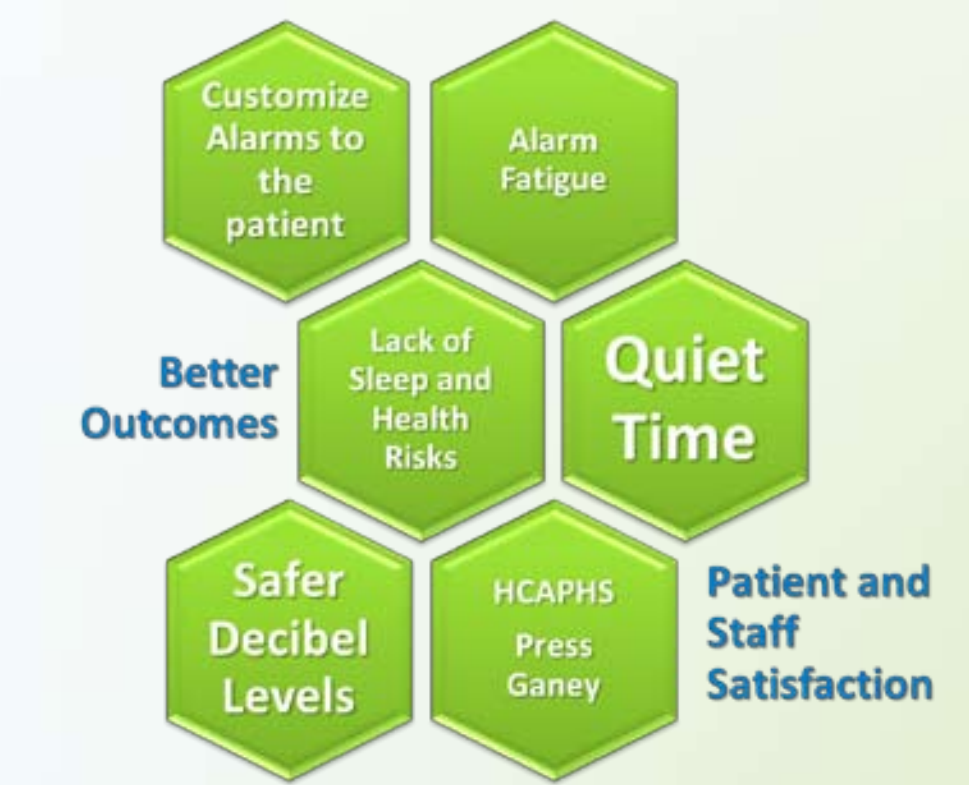 Customize
Alarms to
the
patient
Alarm
Fatigue
Better
Outcomes
Lack of
Sleep and
Health
Risks
Quiet
Time
Safer
Decibel
Levels
HCAPHS
Press
Ganey
Patient and
Staff
Satisfaction